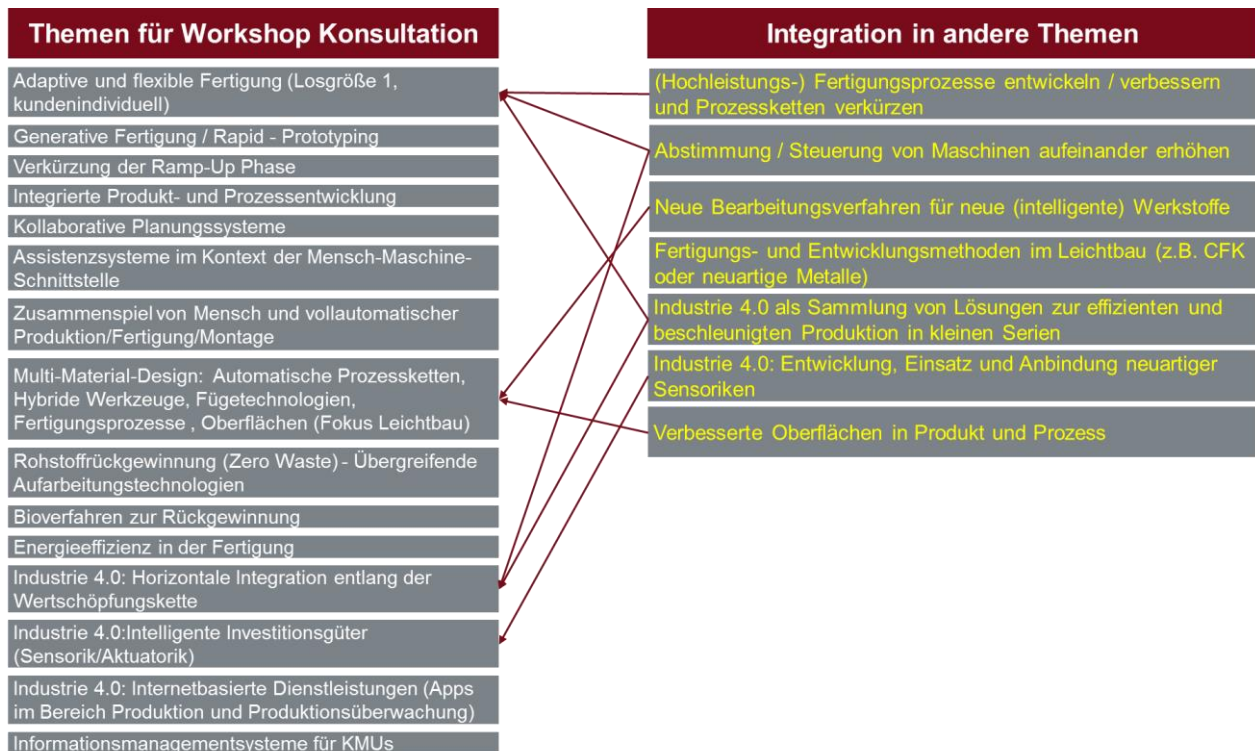 Themen für Workshop Konsultation
Adaptive und flexible Fertigung (Losgröße 1,
kundenindividuell)
Generative Fertigung / Rapid - Prototyping
Verkürzung der Ramp-Up Phase
Integrierte Produkt- und Prozessentwicklung
Kollaborative Planungssysteme
Assistenzsysteme im Kontext der Mensch-Maschine-
Schnittstelle
Zusammenspiel von Mensch und vollautomatischer
Produktion/Fertigung/Montage
Multi-Material-Design: Automatische Prozessketten,
Hybride Werkzeuge, Fügetechnologien,
Fertigungsprozesse , Oberflächen (Fokus Leichtbau)
Rohstoffrückgewinnung (Zero Waste) - Übergreifende
Aufarbeitungstechnologien
Bioverfahren zur Rückgewinnung
Energieeffizienz in der Fertigung
Industrie 4.0: Horizontale Integration entlang der
Wertschöpfungskette
Industrie 4.0:Intelligente Investitionsgüter
(Sensorik/Aktuatorik)
Industrie 4.0: Internetbasierte Dienstleistungen (Apps
im Bereich Produktion und Produktionsüberwachung)
Informationsmanagementsysteme für KMUs
Integration in andere Themen
(Hochleistungs-) Fertigungsprozesse entwickeln / verbessern
und Prozessketten verkürzen
Abstimmung / Steuerung von Maschinen aufeinander erhöhen
Neue Bearbeitungsverfahren für neue (intelligente) Werkstoffe
Fertigungs- und Entwicklungsmethoden im Leichtbau (z.B. CFK
oder neuartige Metalle)
Industrie 4.0 als Sammlung von Lösungen zur effizienten und
beschleunigten Produktion in kleinen Serien
Industrie 4.0: Entwicklung, Einsatz und Anbindung neuartiger
Sensoriken
Verbesserte Oberflächen in Produkt und Prozess